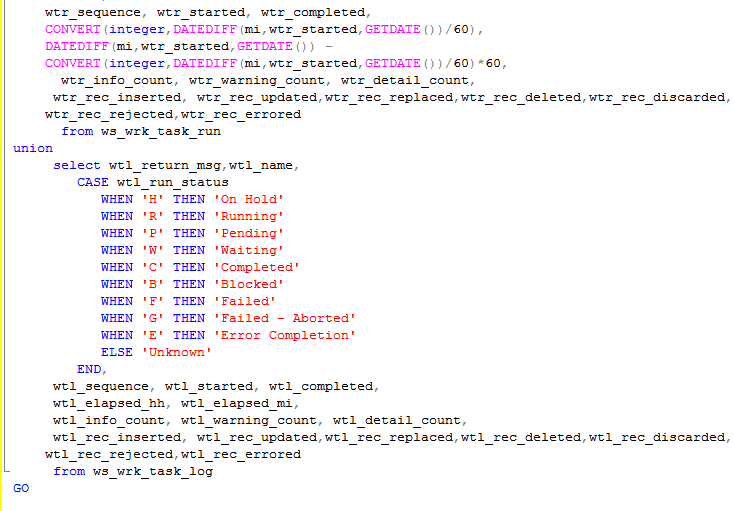 wtr_sequence, wtr_started, wtr_completed,
CONVERT(integer,DATEDIFF(mi,wtr_started,GETDATE())/60),
DATEDIFF(mi,wtr_started,GETDATE()) -
CONVERT(integer,DATEDIFF(mi,wtr_started,GETDATE())/60)*60,
wtr_info_count, wtr_warning_count, wtr_detail_count,
wtr_rec_inserted, wtr_rec_updated,wtr_rec_replaced,wtr_rec_deleted,wtr_rec_discarded,
wtr_rec_rejected,wtr_rec_errored
from ws_wrk_task_run
union
select wtl_return_msg,wtl_name,
CASE wtl_run_status
WHEN 'H' THEN 'On Hold'
WHEN 'R' THEN 'Running'
WHEN 'P' THEN 'Pending'
WHEN 'W' THEN 'Waiting'
WHEN 'C' THEN 'Completed'
WHEN 'B' THEN 'Blocked'
WHEN 'F' THEN 'Failed'
WHEN 'G' THEN 'Failed - Aborted'
WHEN 'E' THEN 'Error Completion'
ELSE 'Unknown'
END,
wtl_sequence, wtl_started, wtl_completed,
wtl_elapsed_hh, wtl_elapsed_mi,
wtl_info_count, wtl_warning_count, wtl_detail_count,
wtl_rec_inserted, wtl_rec_updated,wtl_rec_replaced,wtl_rec_deleted,wtl_rec_discarded,
wtl_rec_rejected,wtl_rec_errored
from ws_wrk_task_log
GO